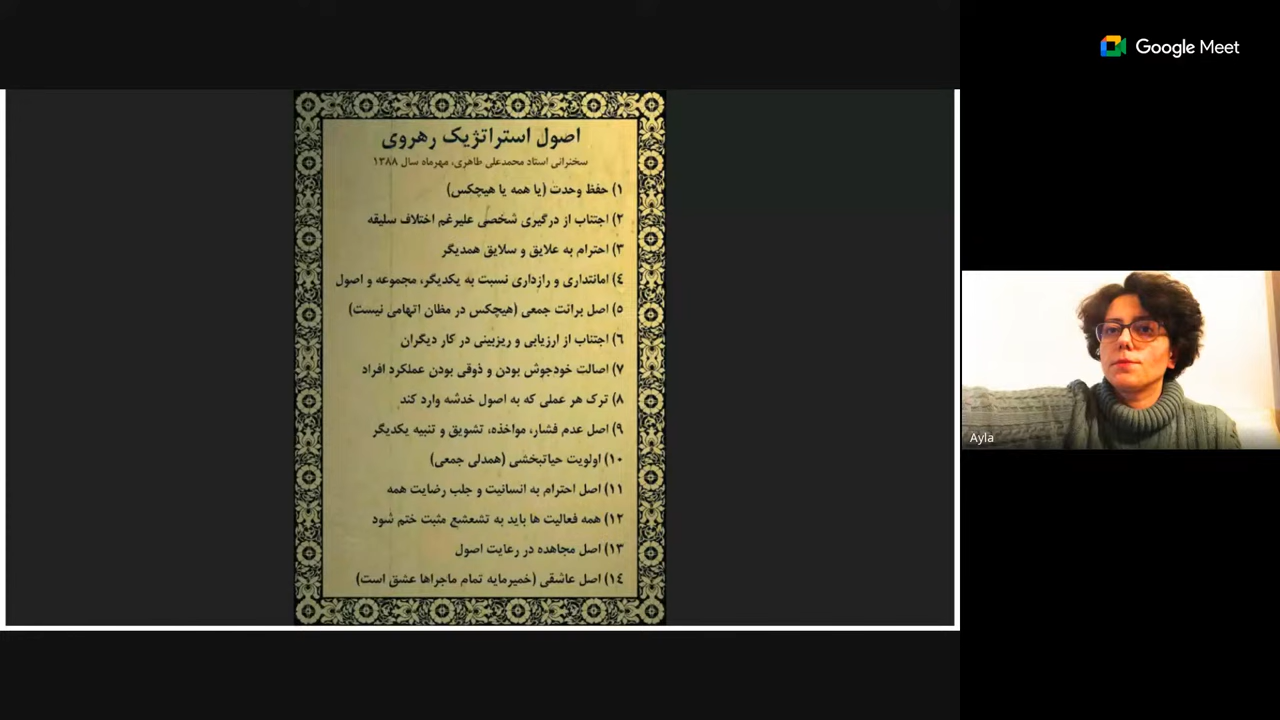 Google Meet
اصول استراتژیک رهروی
سخنرانی استاد محمدعلی طاهری، مهرماه سال ۱۳۸۸
۱) حفظ وحدت (یا همه یا هیچکس)
۲) اجتناب از درگیری شخصی علیرغم اختلاف سلیقه
۳) احترام به علایق و سلایق همدیگر
٤) امانتداری و رازداری نسبت به یکدیگر، مجموعه و اصول
۵) اصل برائت جمعی (هیچکس در مظان اتهامی نیست)
٦) اجتناب از ارزیابی و ریزبینی در کار دیگران
۷) اصالت خودجوش بودن و ذوقی بودن عملکرد افراد
۸) ترک هر عملی که به اصول خدشه وارد کند
۹) اصل عدم فشار، مواخذه، تشویق و تنبیه یکدیگر
۱۰) اولویت حیاتبخشی (همدلی جمعی)
۱۱) اصل احترام به انسانیت و جلب رضایت همه
۱۲) همه فعالیت ها باید به تشعشع مثبت ختم شود
۱۳) اصل مجاهده در رعایت اصول
۱٤) اصل عاشقی (خمیرمایه تمام ماجراها عشق است)
Ayla